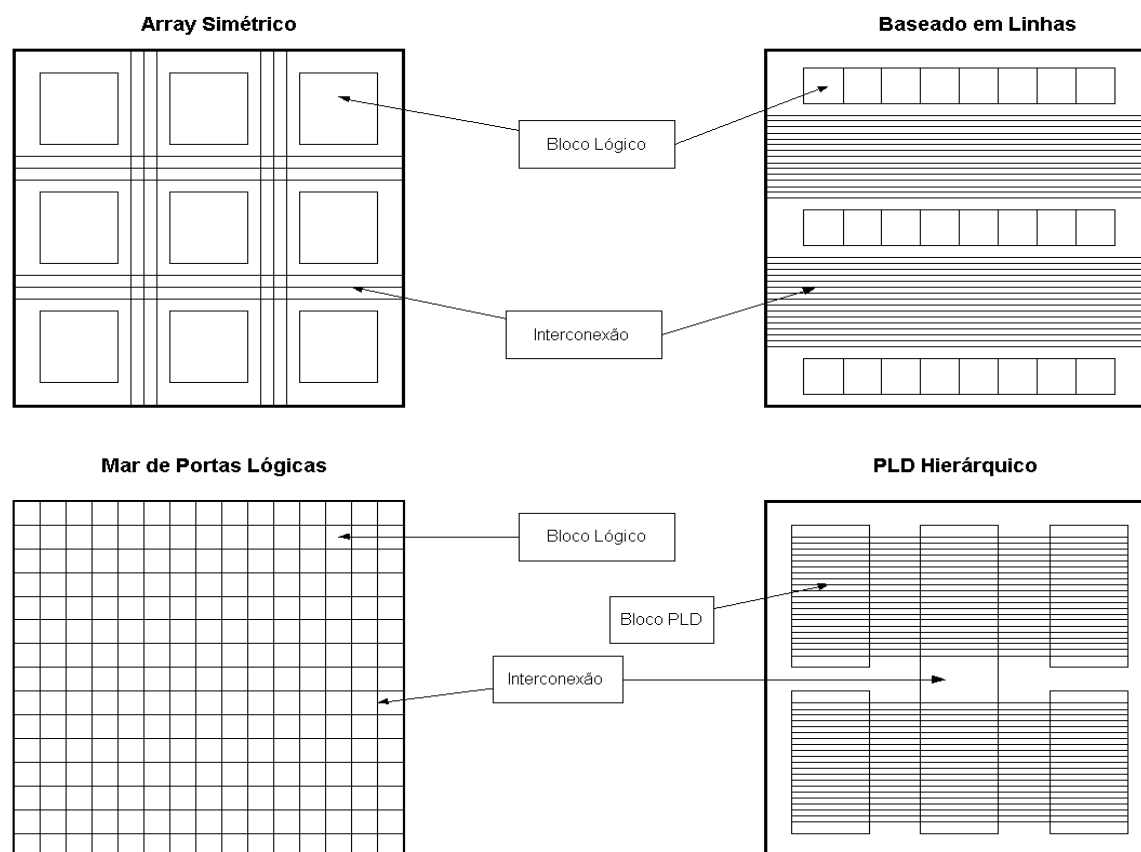 Array Simétrico
Baseado em Linhas
Bloco Lógico
Interconexão
Mar de Portas Lógicas
PLD Hierárquico
Bloco Lógico
Bloco PLD
Interconexão